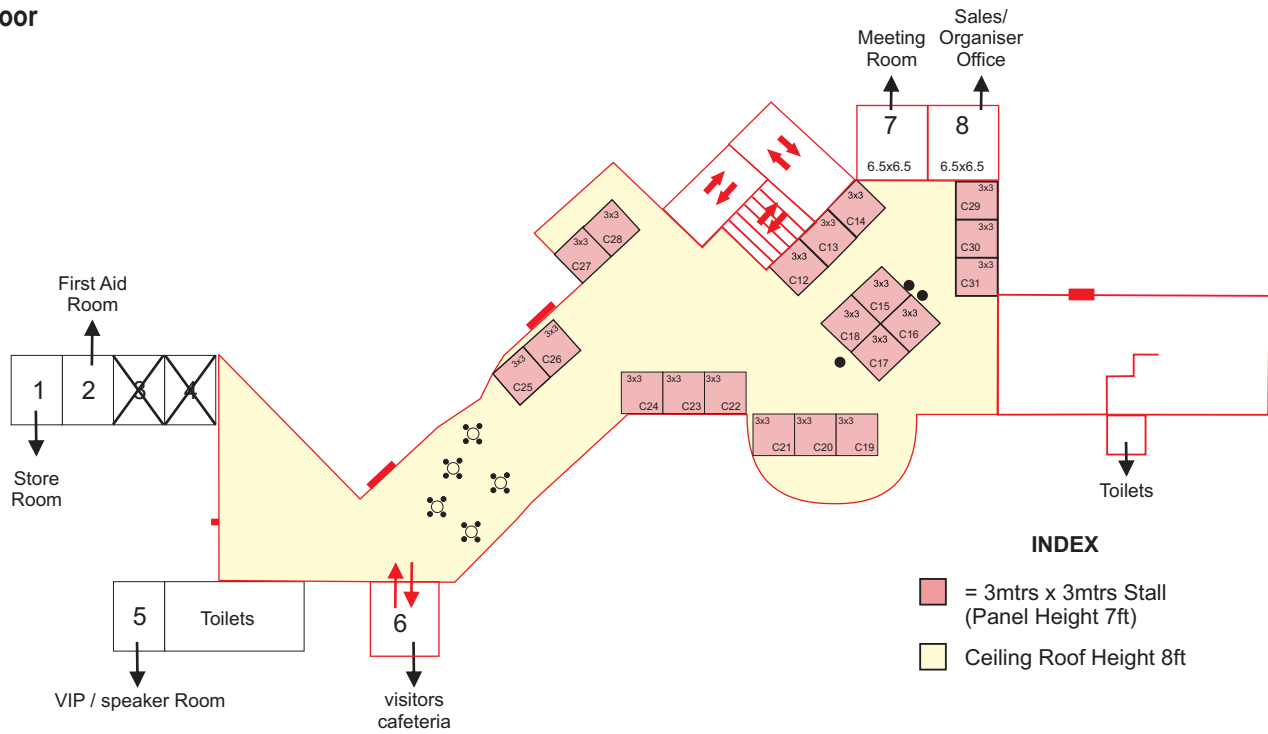 oor
Sales/
Organiser
Office
Meeting
Room
7
8
6.5x6.5
6.5x6.5
3x3
C29
3x3
C30
3x3
C31
3x3
C14
3x3
C13
3x3
C12
3x3
C28
3x3
C27
3x3
C15
3x3
C16
3x3
C18
3x3
C17
3x3
C26
3x3
C25
3x3
C24
3x3
C23
3x3
C22
3x3
C21
3x3
C20
3x3
C19
First Aid
Room
1
2
3
4
Store
Room
Toilets
INDEX
= 3mtrs x 3mtrs Stall
(Panel Height 7ft)
Ceiling Roof Height 8ft
5
Toilets
6
VIP / speaker Room
visitors
cafeteria